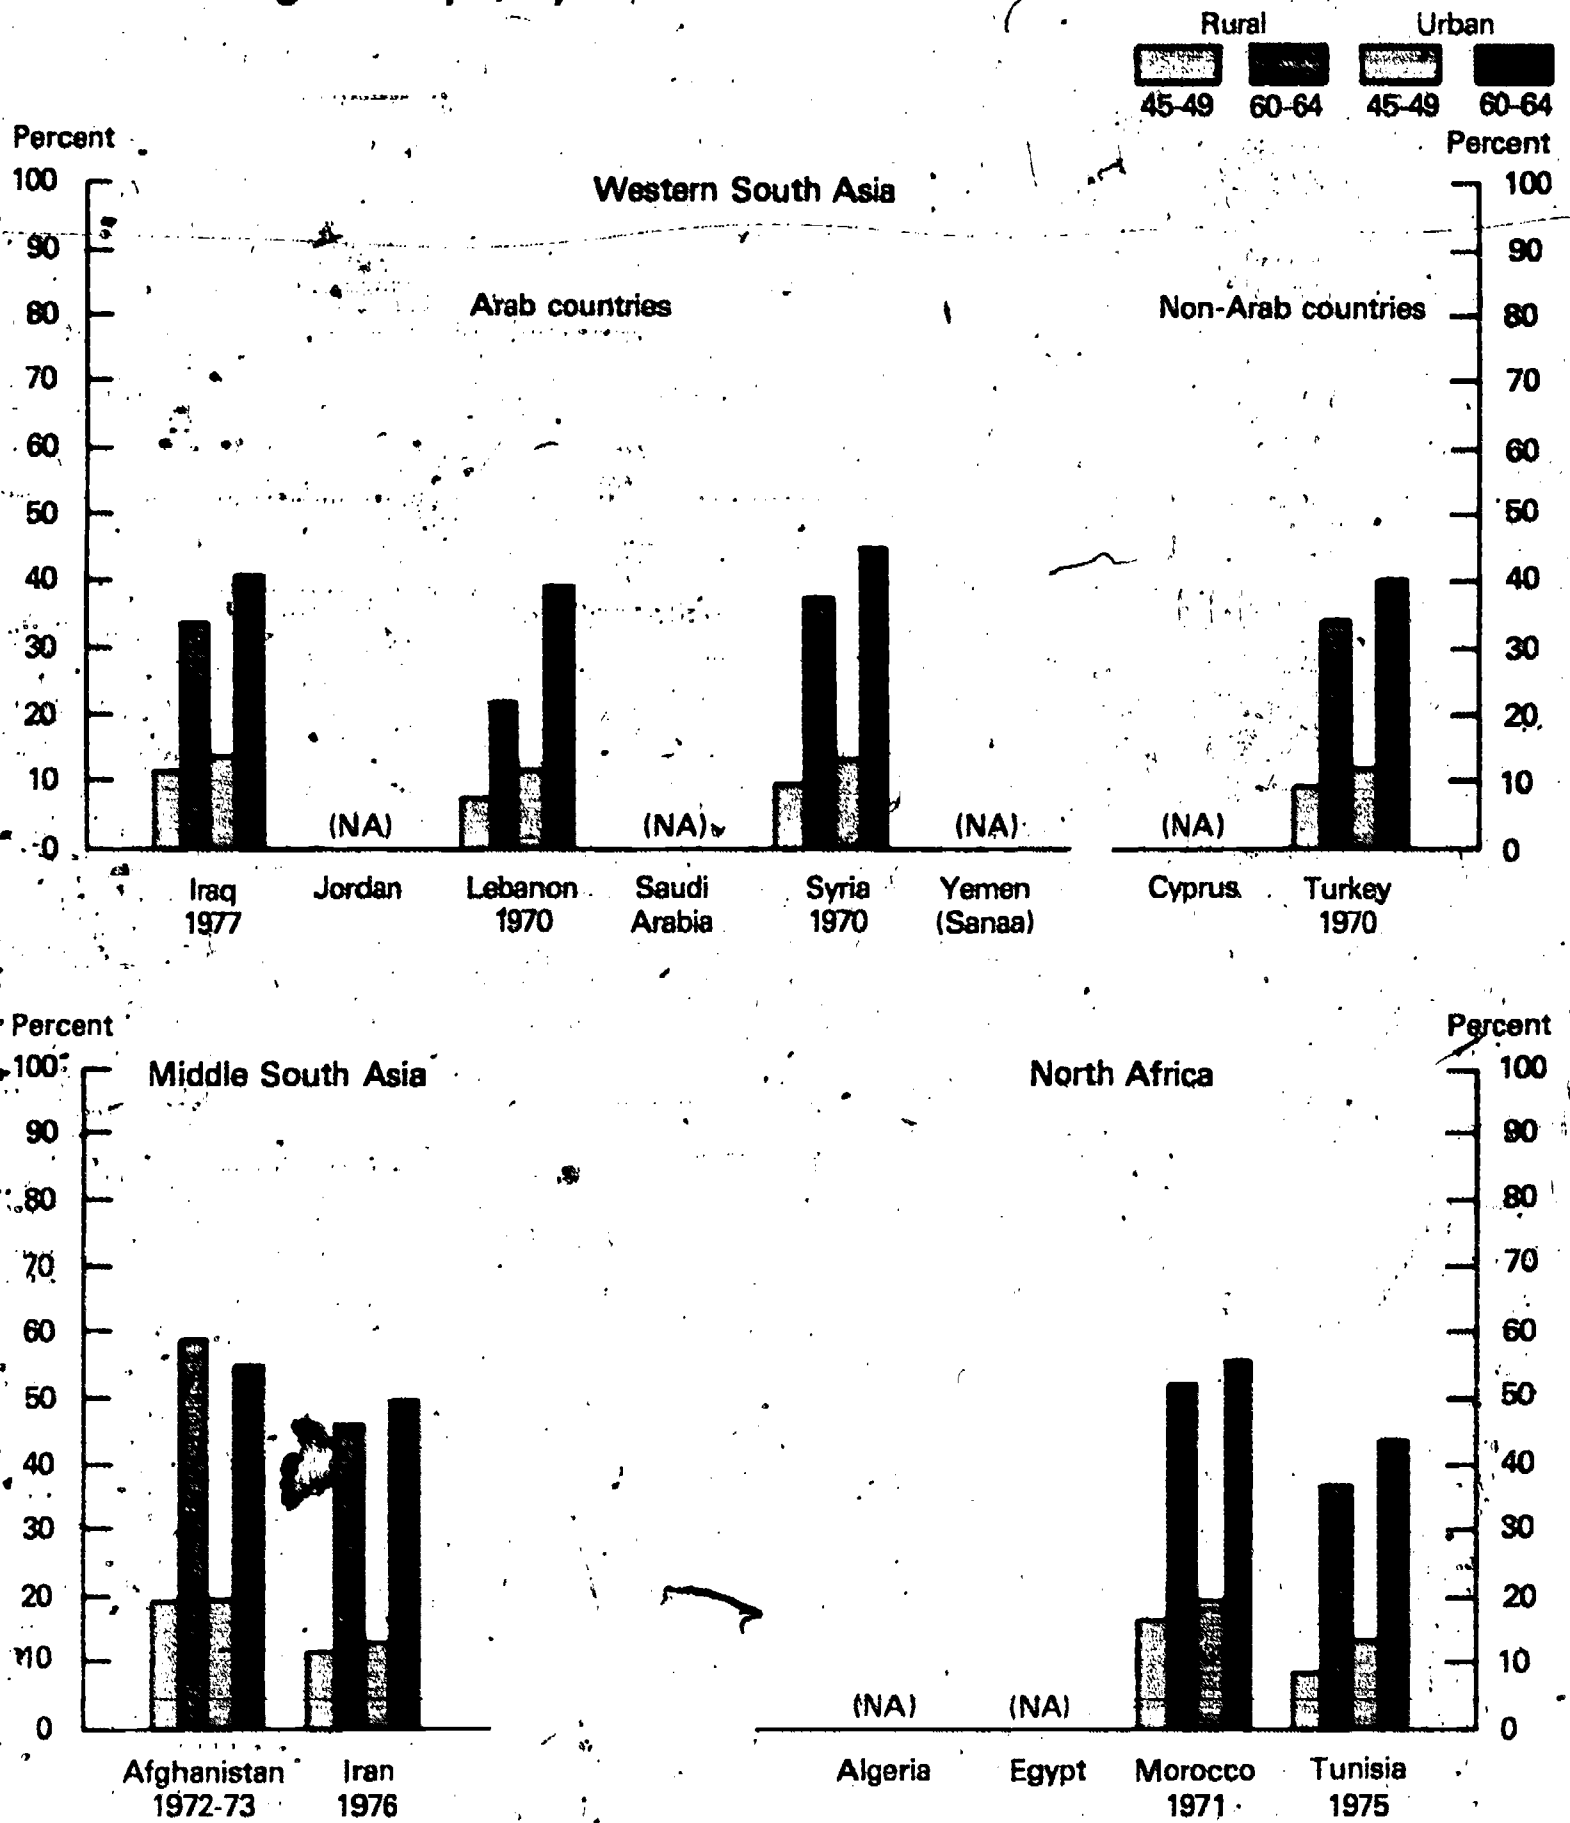 Rural Urban
45-49 60-64 45-49 60-64
Percent Percent
Western South Asia
Arab countries Non-Arab countries
100 100
90 90
80 80
70 70
60 60
50 50
40 40
30 30
20 20
10 10
0 0
(NA) (NA) (NA) (NA)
Iraq Jordan Lebanon Saudi Syria Yemen Cyprus Turkey
1977 1970 Arabia 1970 (Sanaa) 1970
Percent Percent
Middle South Asia North Africa
100 100
90 90
80 80
70 70
60 60
50 50
40 40
30 30
20 20
10 10
0 0
(NA) (NA)
Afghanistan Iran Algeria Egypt Morocco Tunisia
1972-73 1976 1971 1975